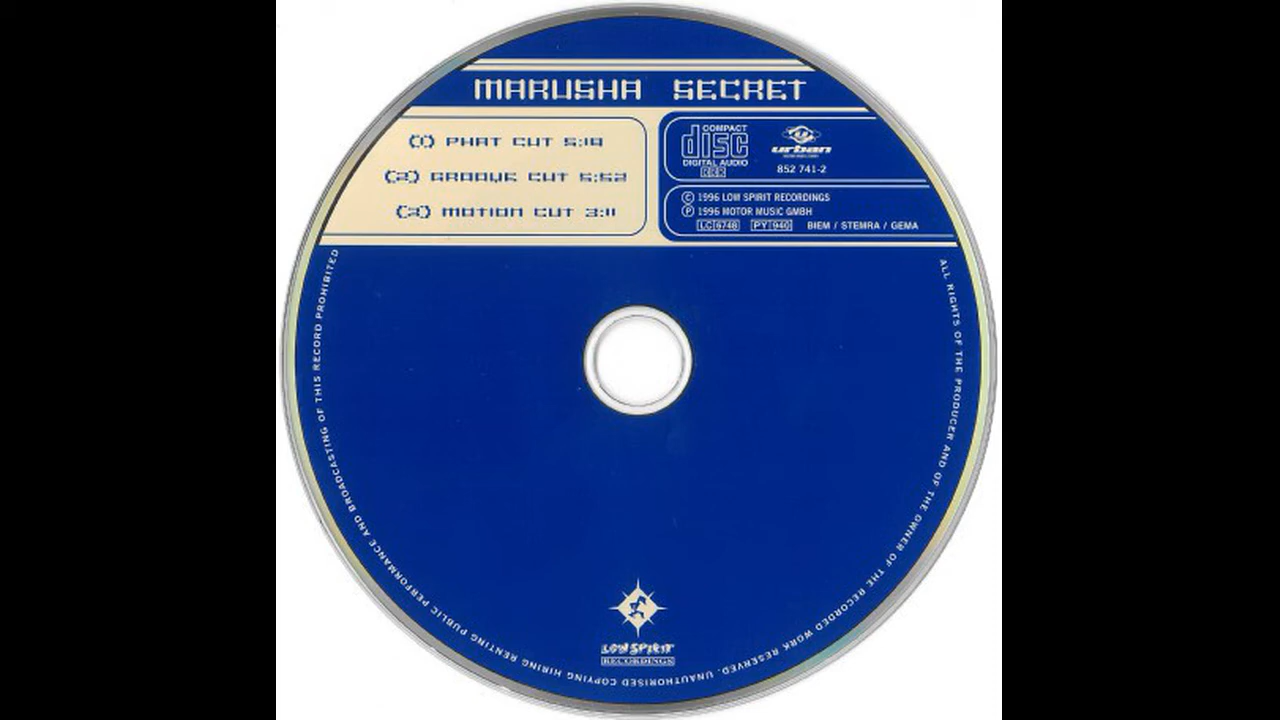 MARUSHA SECRET
(1) PHAT CUT 5:19
(2) GROOVE CUT 5:52
(3) MOTION CUT 3:11
COMPACT
disc
DIGITAL AUDIO
urban
852 741-2
Ⓒ 1996 LOW SPIRIT RECORDINGS
Ⓟ 1996 MOTOR MUSIC GMBH
LC 6748 PY 940 BIEM / STEMRA / GEMA
ALL RIGHTS OF THE PRODUCER AND OF THE OWNER OF THE RECORDED WORK RESERVED. UNAUTHORISED COPYING HIRING RENTING PUBLIC PERFORMANCE AND BROADCASTING OF THIS RECORD PROHIBITED
LOW SPIRIT
RECORDINGS